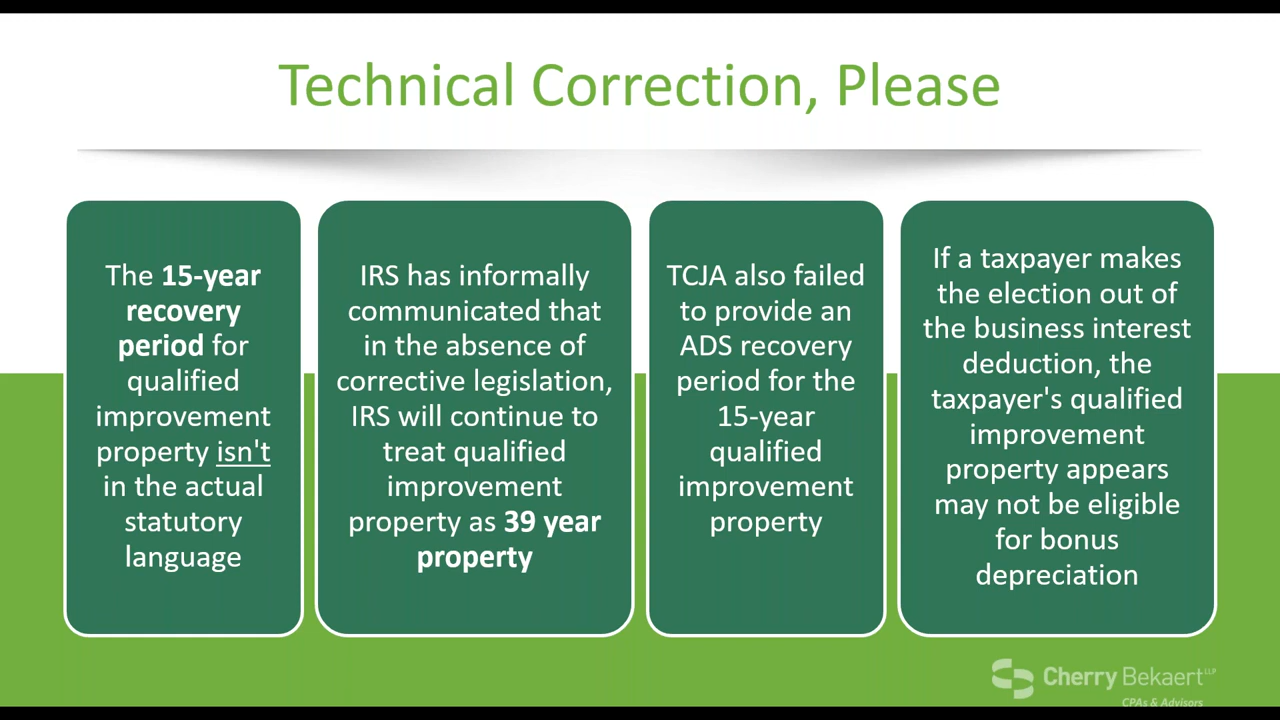 Technical Correction, Please
The 15-year
recovery
period for
qualified
improvement
property isn't
in the actual
statutory
language
IRS has informally
communicated that
in the absence of
corrective legislation,
IRS will continue to
treat qualified
improvement
property as 39 year
property
TCJA also failed
to provide an
ADS recovery
period for the
15-year
qualified
improvement
property
If a taxpayer makes
the election out of
the business interest
deduction, the
taxpayer's qualified
improvement
property appears
may not be eligible
for bonus
depreciation
Cherry Bekaert LLP
CPAs & Advisors